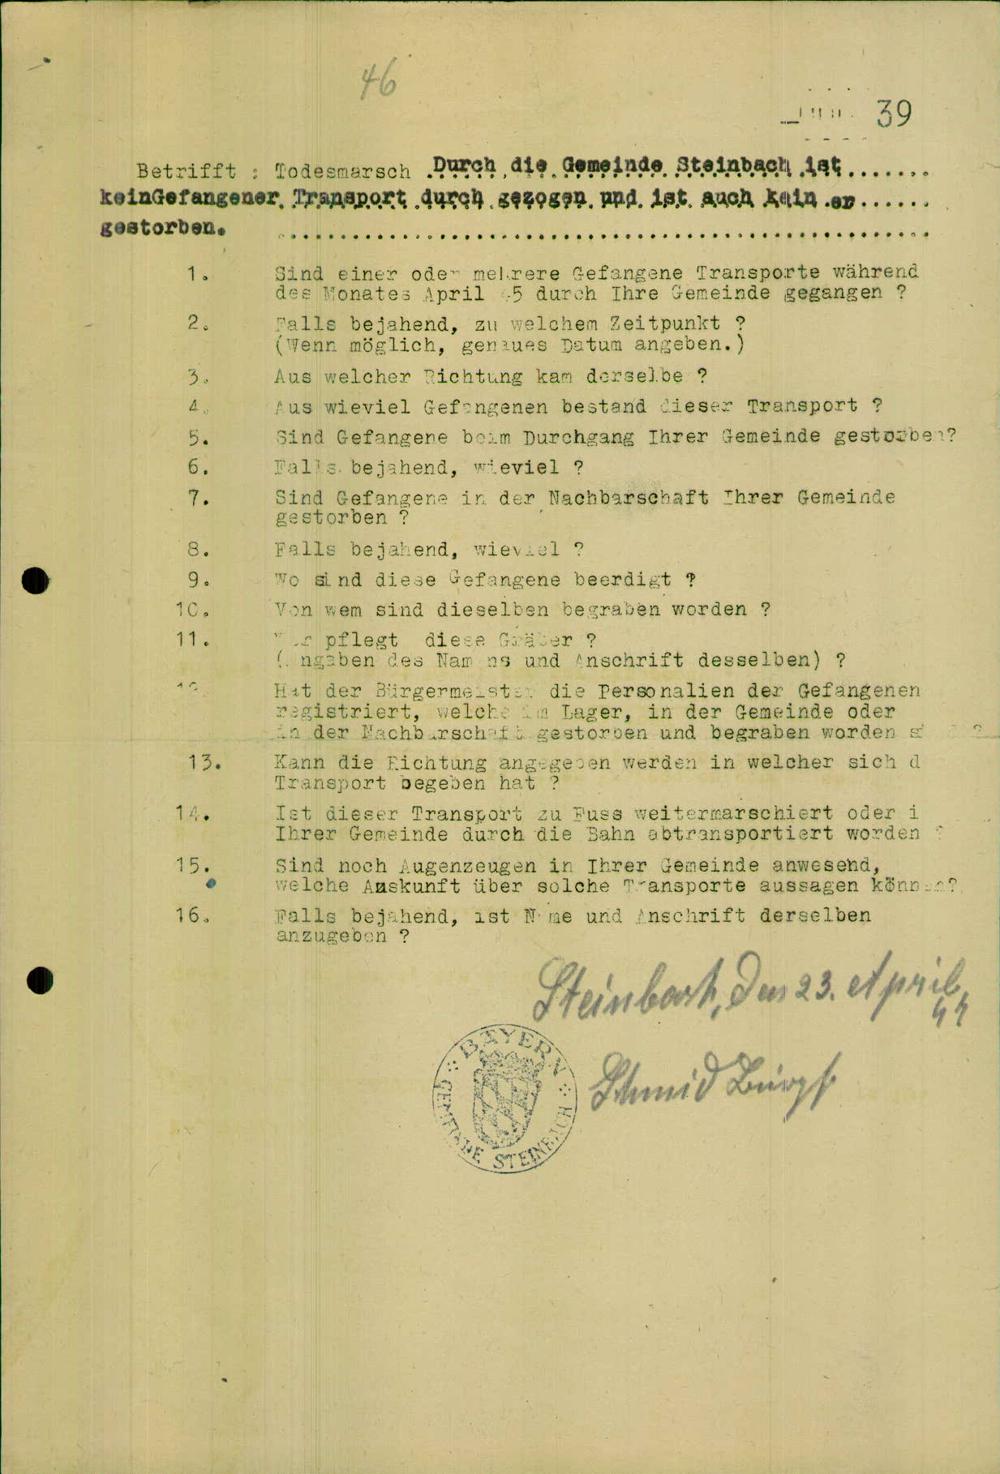 46
39
Betrifft : Todesmarsch Durch die Gemeinde Steinbach ist
keinGefangener Transport durch gezogen und ist auch kein er
gestorben.
1. Sind einer oder mehrere Gefangene Transporte während
des Monates April 45 durch Ihre Gemeinde gegangen ?
2. Falls bejahend, zu welchem Zeitpunkt ?
(Wenn möglich, genaues Datum angeben.)
3. Aus welcher Richtung kam derselbe ?
4. Aus wieviel Gefangenen bestand dieser Transport ?
5. Sind Gefangene beim Durchgang Ihrer Gemeinde gestorben?
6. Falls bejahend, wieviel ?
7. Sind Gefangene in der Nachbarschaft Ihrer Gemeinde
gestorben ?
8. Falls bejahend, wieviel ?
9. Wo sind diese Gefangene beerdigt ?
10. Von wem sind dieselben begraben worden ?
11. Wer pflegt diese Gräber ?
(Angaben des Namens und Anschrift desselben) ?
12. Hat der Bürgermeister die Personalien der Gefangenen
registriert, welche im Lager, in der Gemeinde oder
in der Nachbarschaft gestorben und begraben worden ?
13. Kann die Richtung angegeben werden in welcher sich d
Transport begeben hat ?
14. Ist dieser Transport zu Fuss weitermarschiert oder i
Ihrer Gemeinde durch die Bahn abtransportiert worden ?
15. Sind noch Augenzeugen in Ihrer Gemeinde anwesend,
welche Auskunft über solche Transporte aussagen können?
16. Falls bejahend, ist Name und Anschrift derselben
anzugeben ?
Steinbach, den 23. April
47
Schmid Bürgst
BAYERN
GEMEINDE STEINBACH